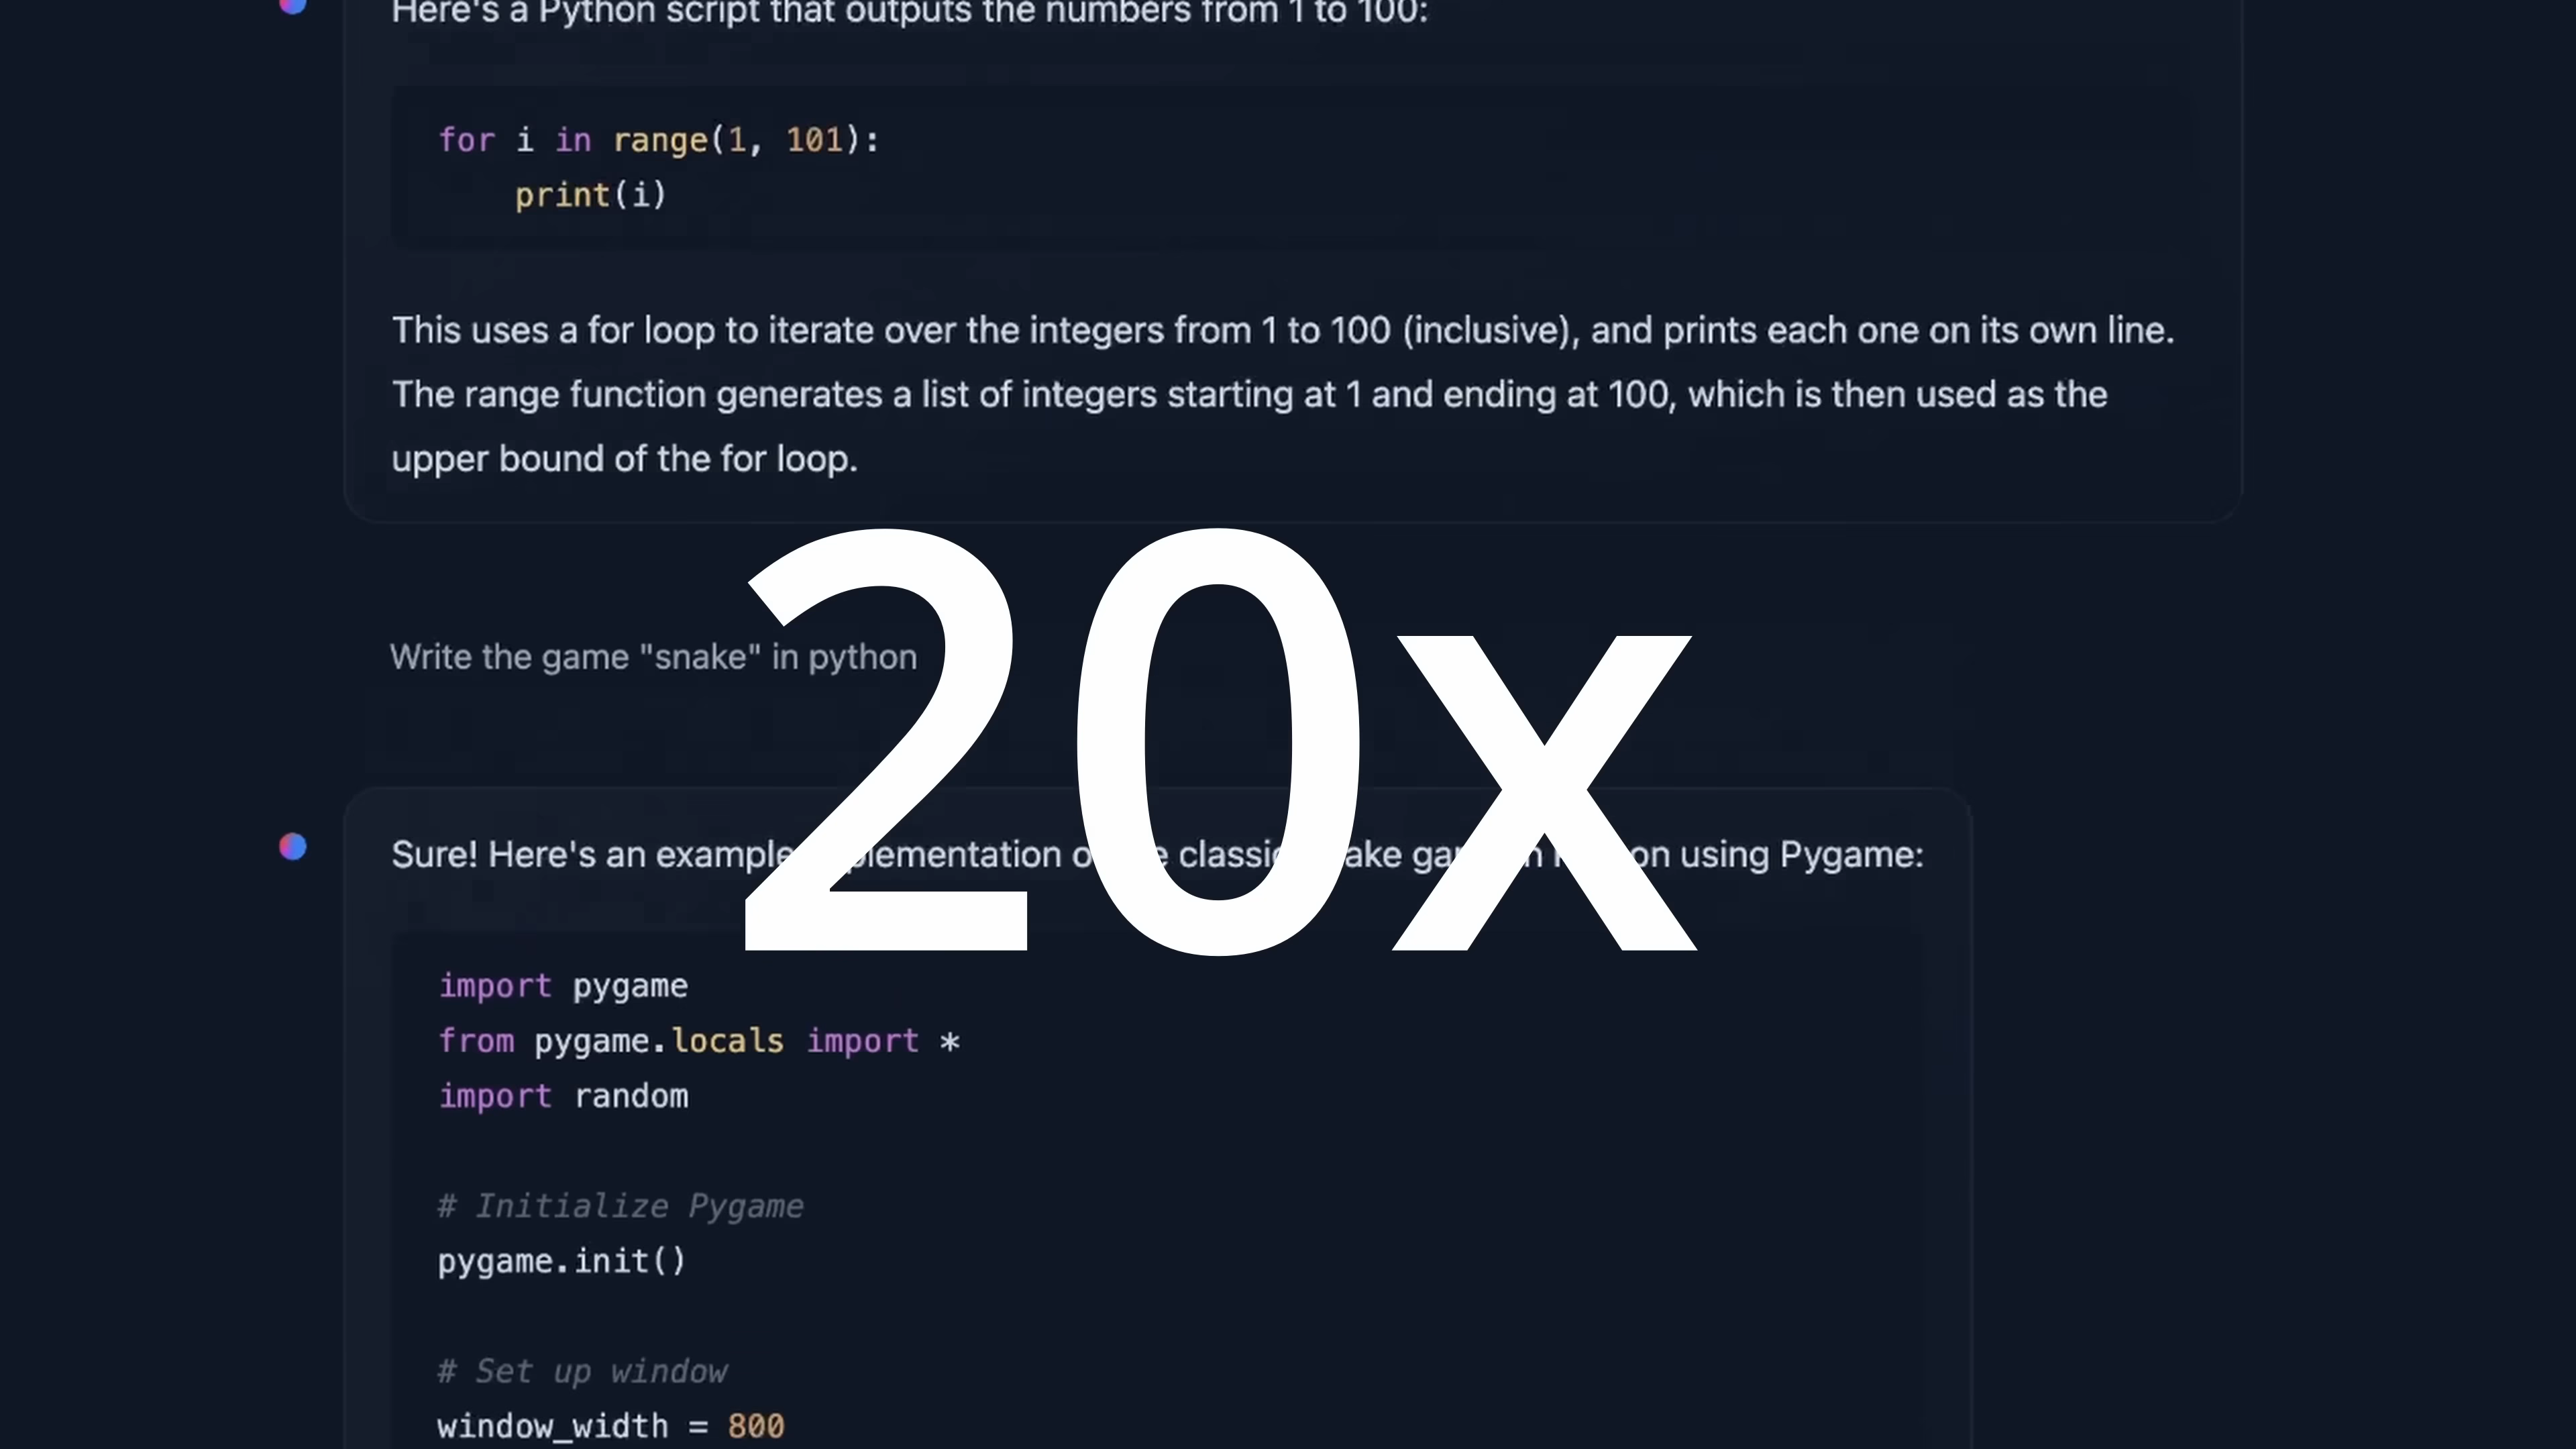 Here's a Python script that outputs the numbers from 1 to 100:
for i in range(1, 101):
print(i)
This uses a for loop to iterate over the integers from 1 to 100 (inclusive), and prints each one on its own line.
The range function generates a list of integers starting at 1 and ending at 100, which is then used as the
upper bound of the for loop.
20x
Write the game "snake" in python
Sure! Here's an example implementation classic using Pygame:
import pygame
from pygame.locals import *
import random
# Initialize Pygame
pygame.init()
# Set up window
window_width = 800